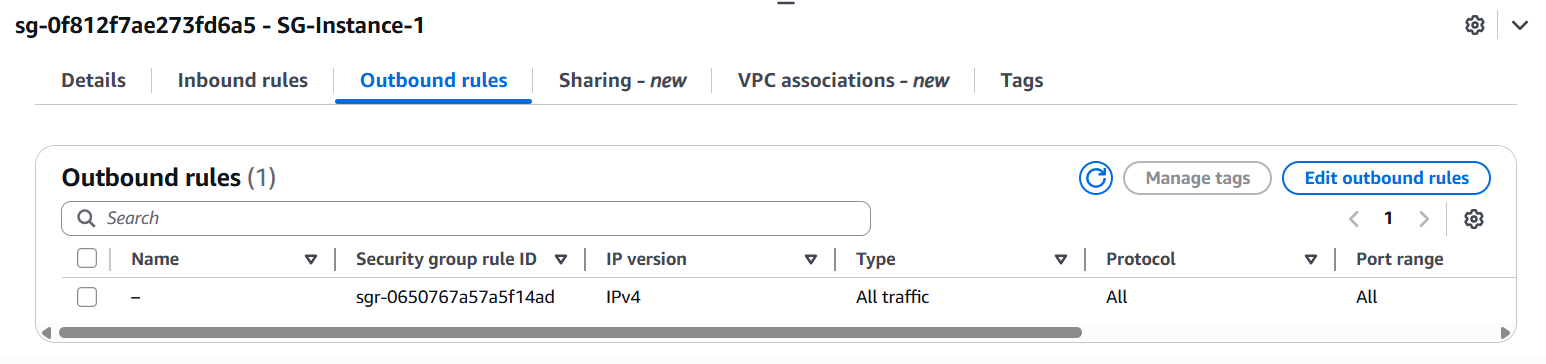 sg-0f812f7ae273fd6a5 - SG-Instance-1
Details Inbound rules Outbound rules Sharing - new VPC associations - new Tags
Outbound rules (1) Manage tags Edit outbound rules
Search 1
Name Security group rule ID IP version Type Protocol Port range
– sgr-0650767a57a5f14ad IPv4 All traffic All All